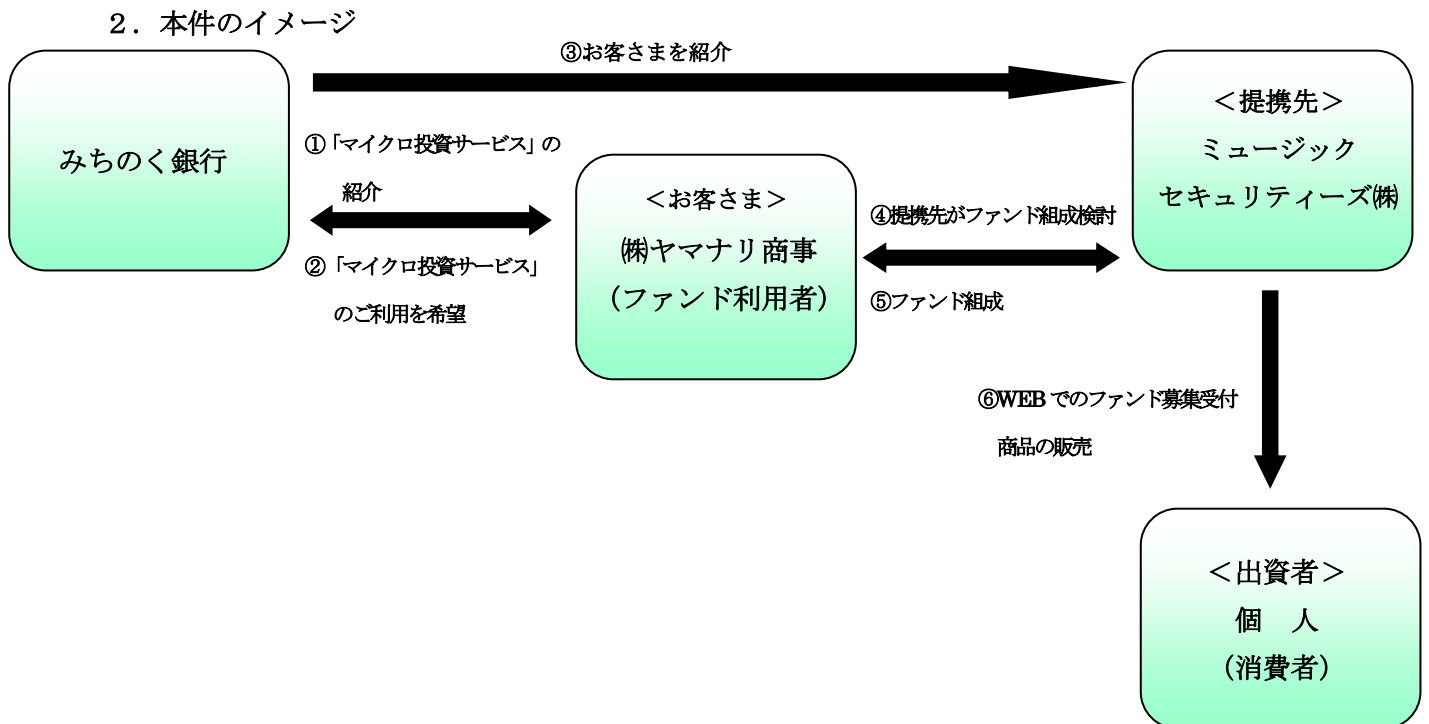 ２．本件のイメージ
③お客さまを紹介
みちのく銀行
①「マイクロ投資サービス」の
紹介
②「マイクロ投資サービス」
のご利用を希望
＜お客さま＞
㈱ヤマナリ商事
（ファンド利用者）
④提携先がファンド組成検討
⑤ファンド組成
＜提携先＞
ミュージック
セキュリティーズ㈱
⑥WEBでのファンド募集受付
商品の販売
＜出資者＞
個　人
（消費者）